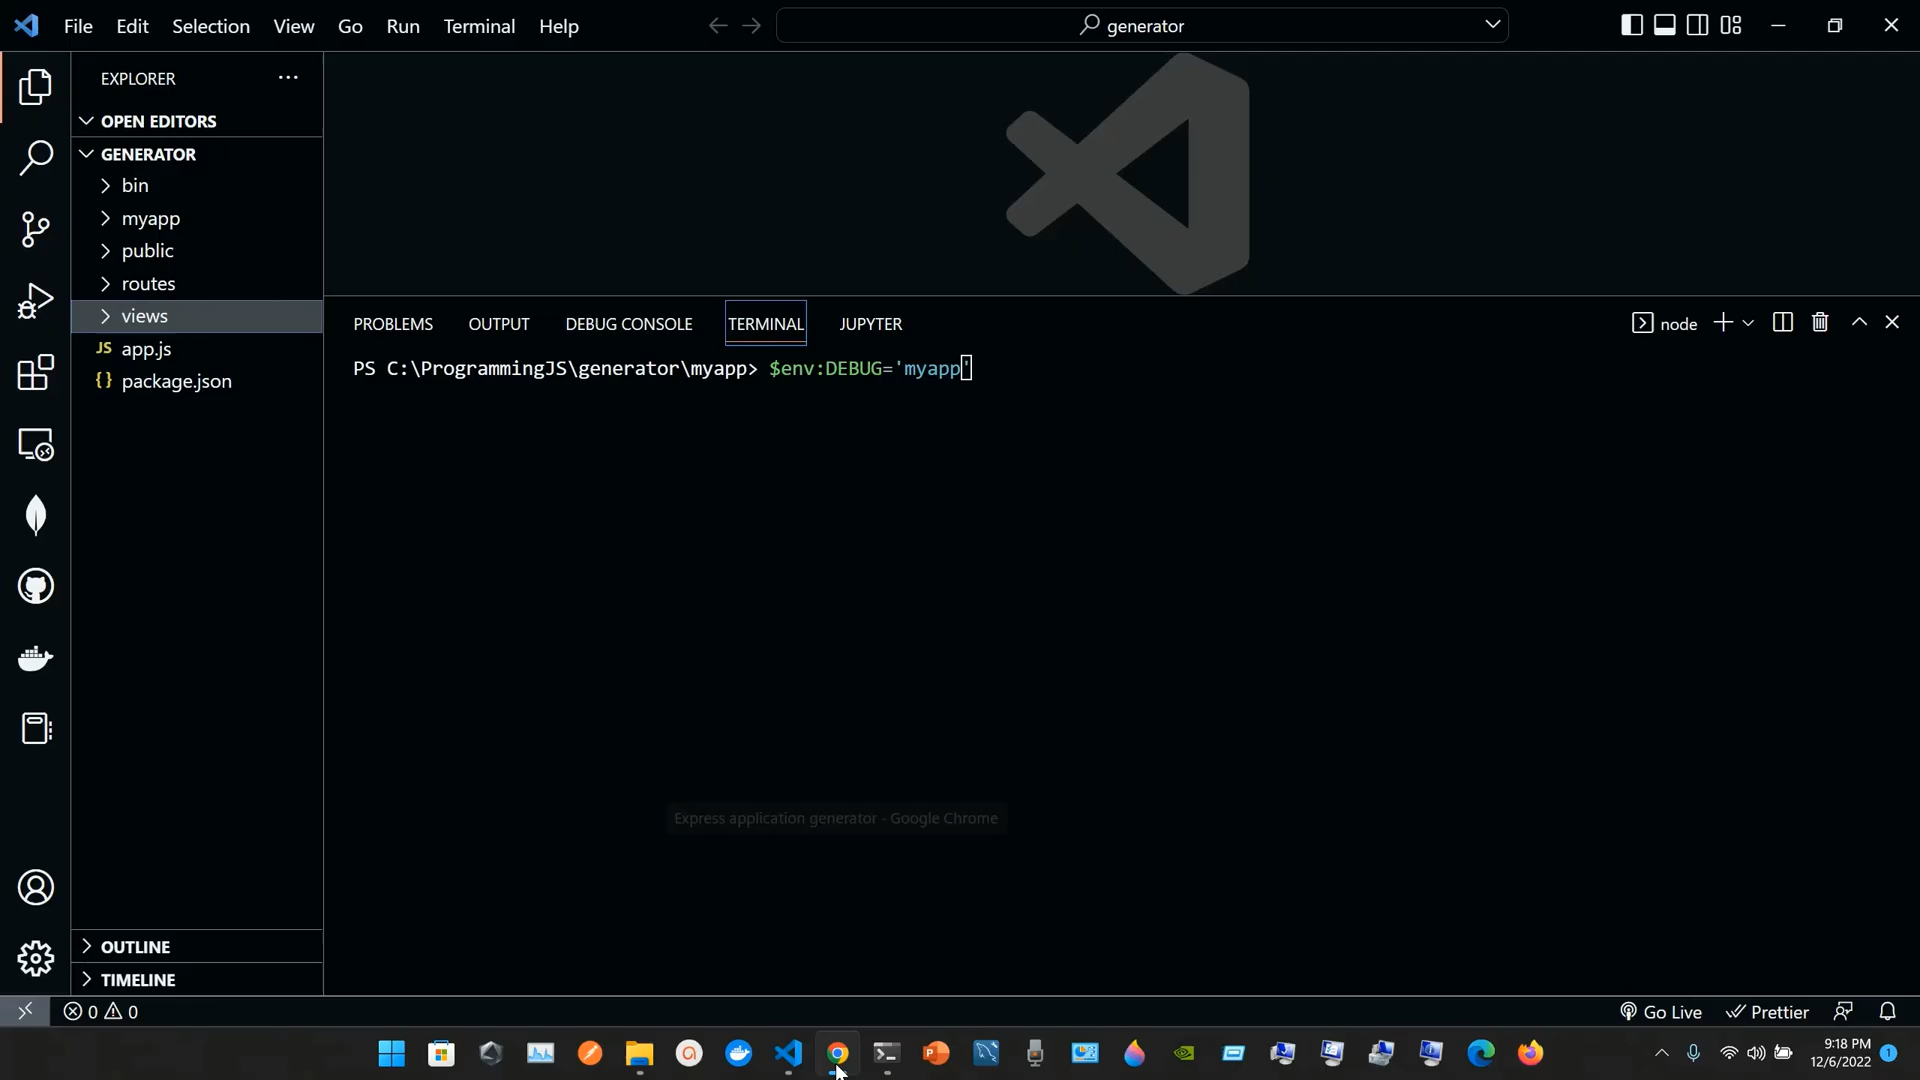 File Edit Selection View Go Run Terminal Help
generator
EXPLORER
OPEN EDITORS
GENERATOR
bin
myapp
public
routes
views
JS app.js
{} package.json
PROBLEMS OUTPUT DEBUG CONSOLE TERMINAL JUPYTER
node
PS C:\ProgrammingJS\generator\myapp> $env:DEBUG='myapp'
Express application generator - Google Chrome
OUTLINE
TIMELINE
0 0
Go Live Prettier
9:18 PM
12/6/2022
1